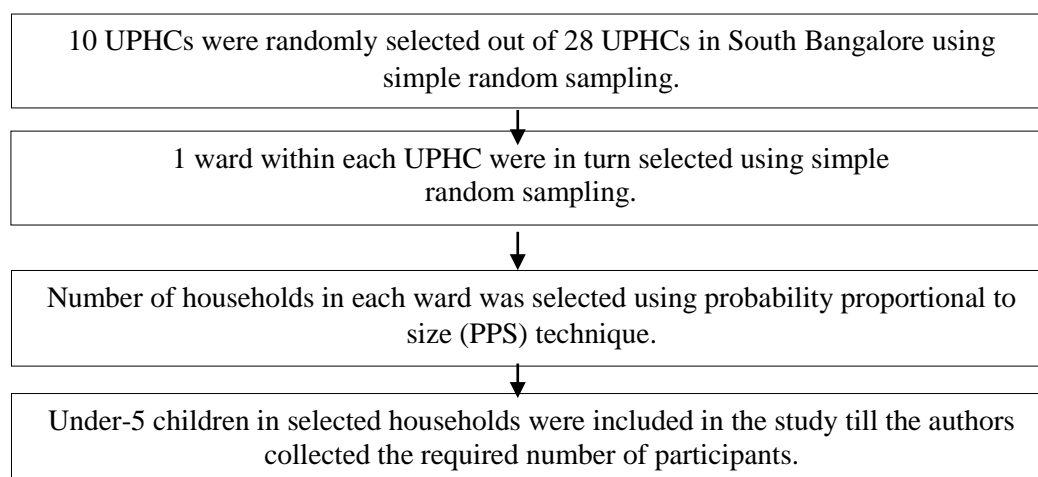 10 UPHCs were randomly selected out of 28 UPHCs in South Bangalore using
simple random sampling.
1 ward within each UPHC were in turn selected using simple
random sampling.
Number of households in each ward was selected using probability proportional to
size (PPS) technique.
Under-5 children in selected households were included in the study till the authors
collected the required number of participants.